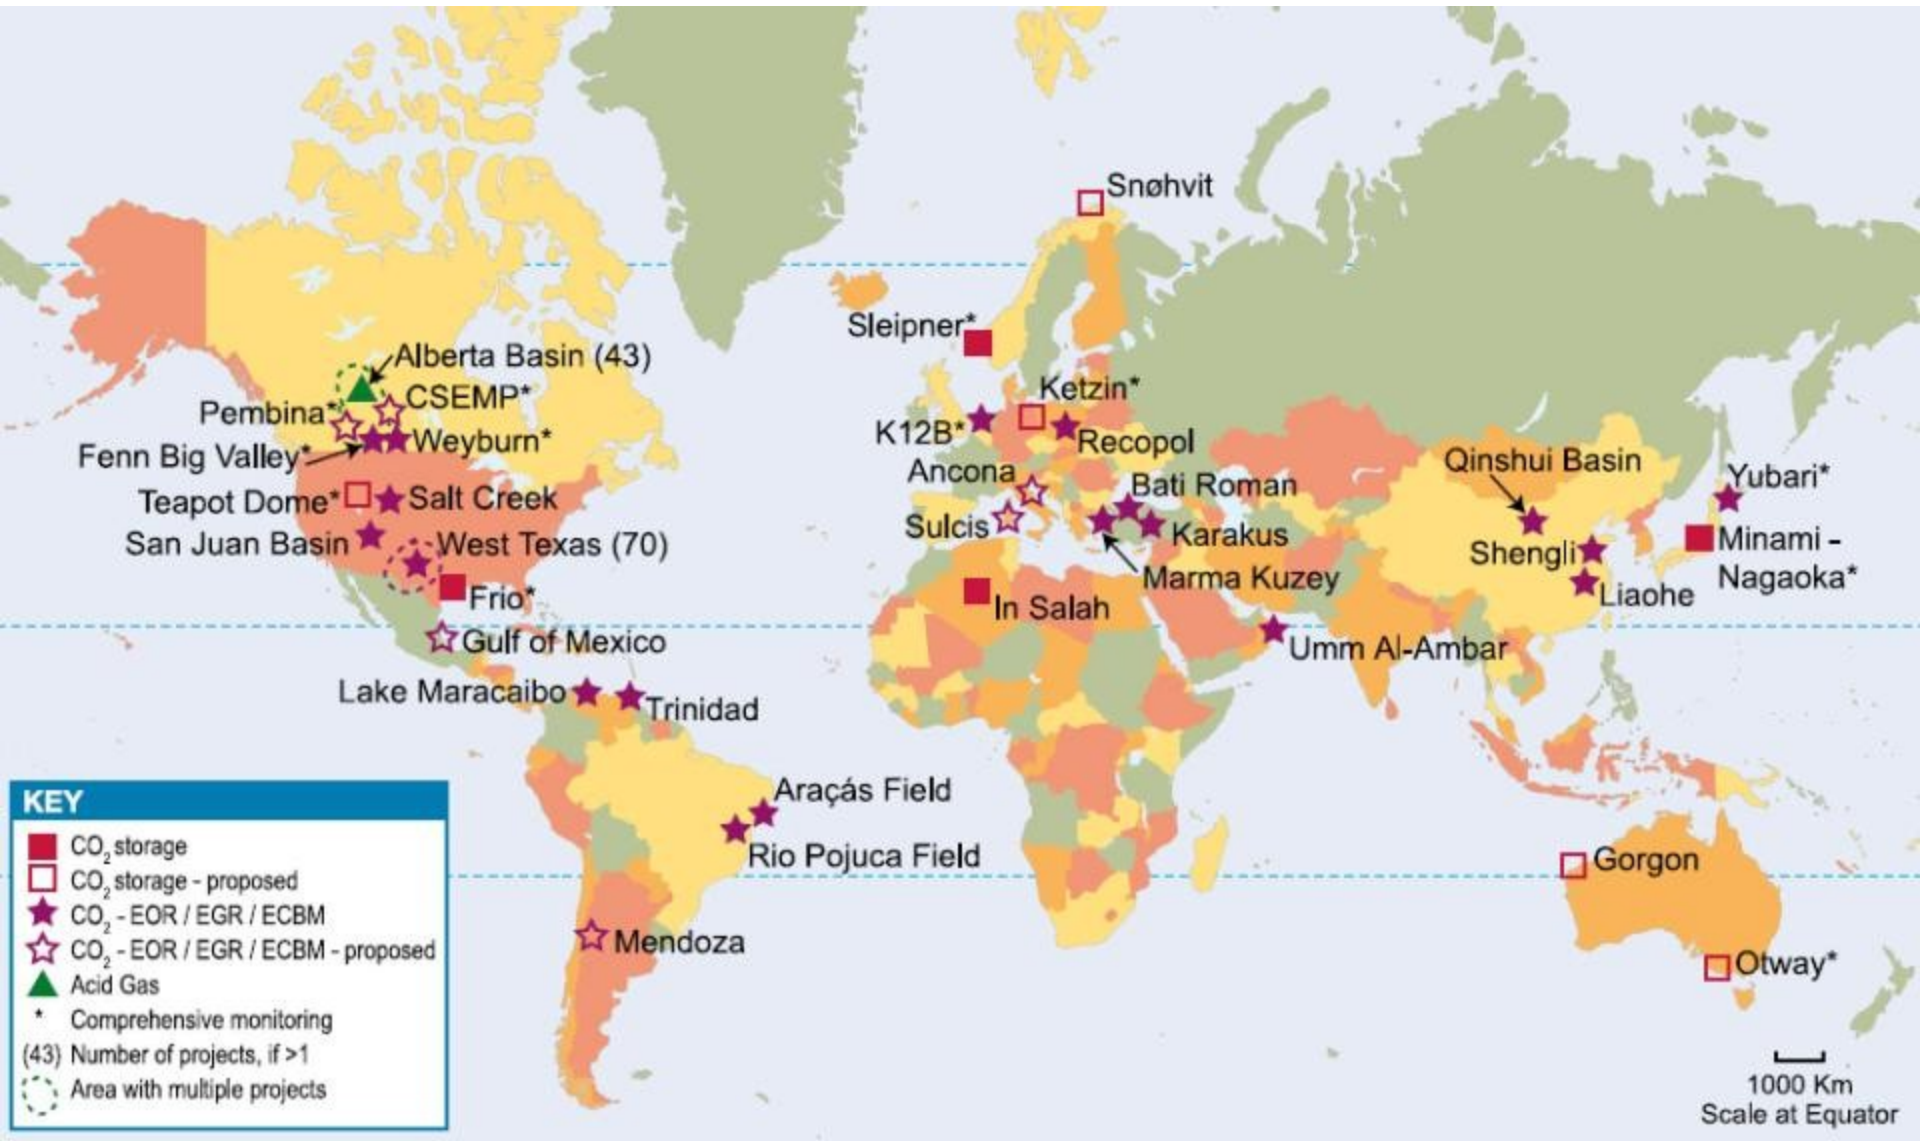 Snøhvit
Sleipner*
Alberta Basin (43)
CSEMP*
Pembina*
Weyburn*
Fenn Big Valley*
Teapot Dome*
Salt Creek
San Juan Basin
West Texas (70)
Frio*
Gulf of Mexico
Lake Maracaibo
Trinidad
Araçás Field
Rio Pojuca Field
Mendoza
Ketzin*
K12B*
Recopol
Ancona
Bati Roman
Sulcis
Karakus
Marma Kuzey
In Salah
Umm Al-Ambar
Qinshui Basin
Yubari*
Shengli
Minami -
Nagaoka*
Liaohe
Gorgon
Otway*
KEY
CO₂ storage
CO₂ storage - proposed
CO₂ - EOR / EGR / ECBM
CO₂ - EOR / EGR / ECBM - proposed
Acid Gas
* Comprehensive monitoring
(43) Number of projects, if >1
Area with multiple projects
1000 Km
Scale at Equator